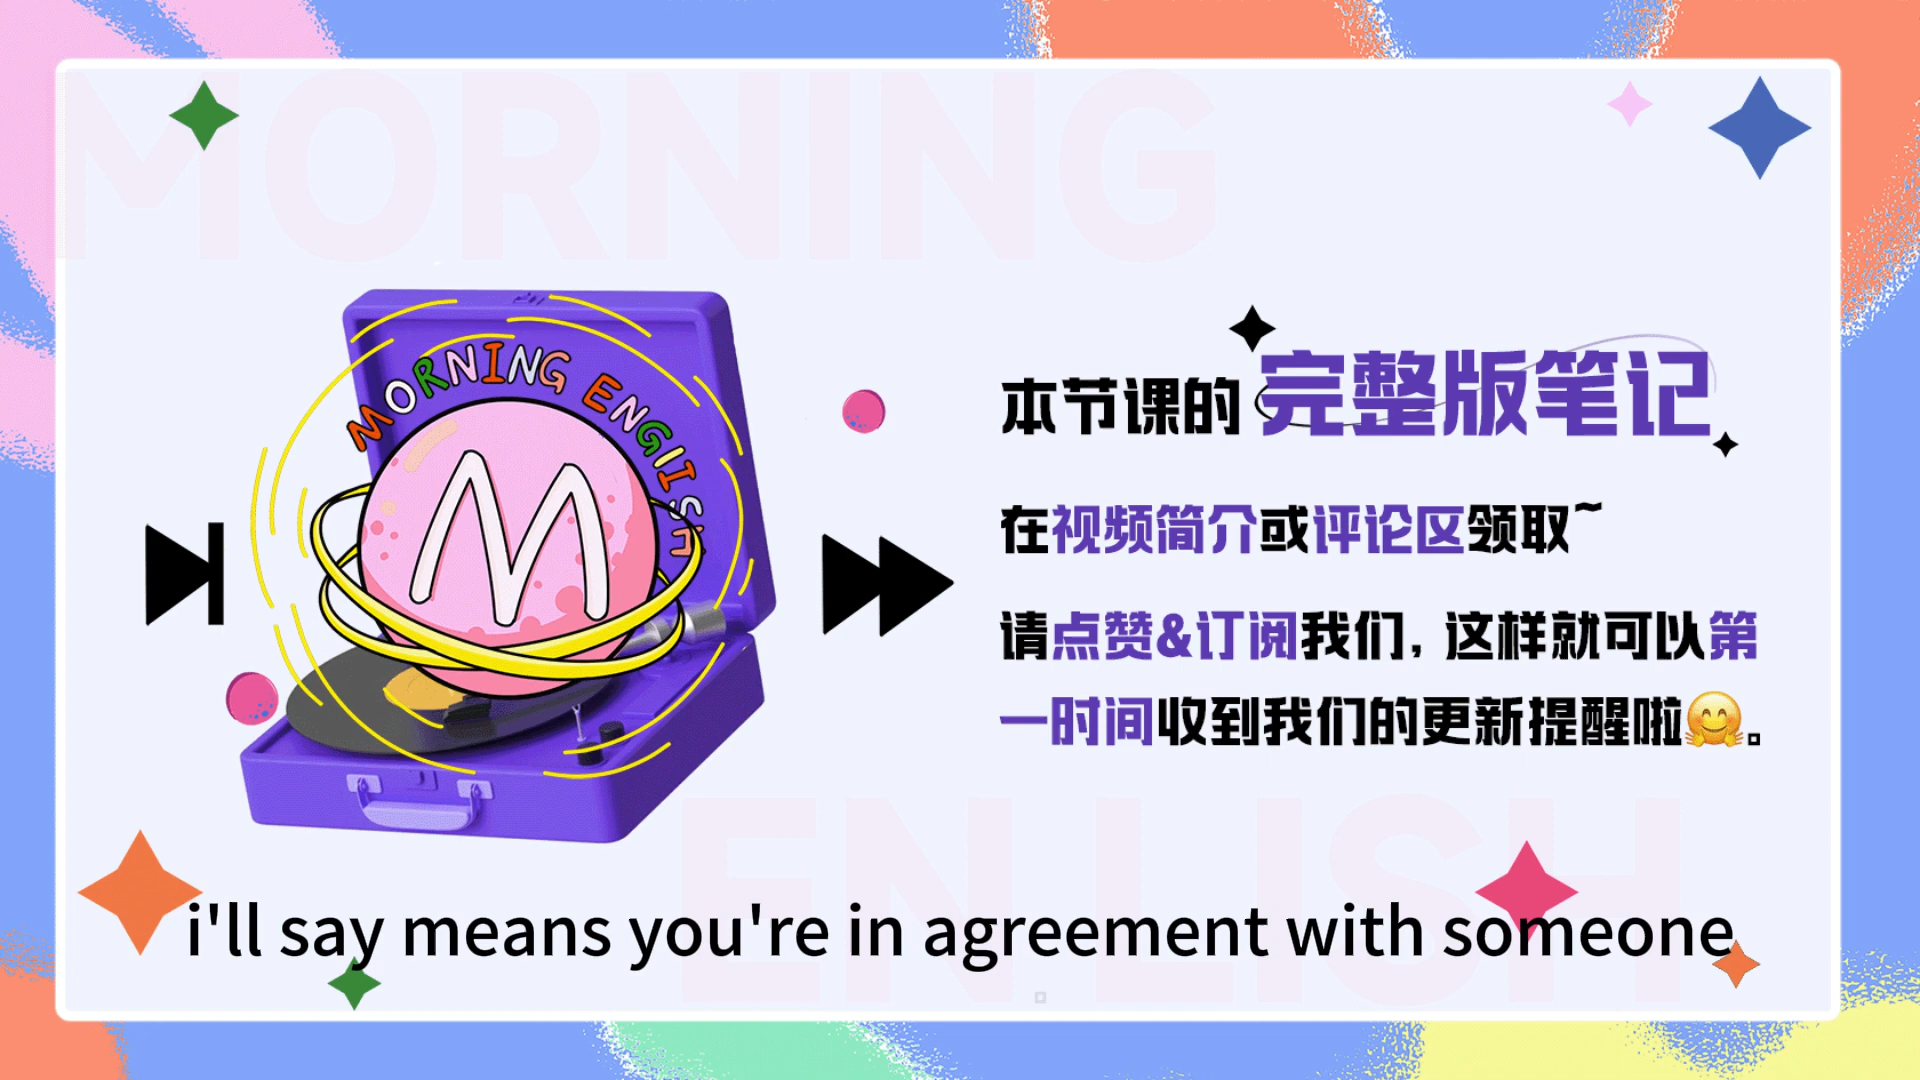 MORNING
MORNING ENGlISH
M
本节课的完整版笔记
在视频简介或评论区领取~
请点赞&订阅我们，这样就可以第
一时间收到我们的更新提醒啦🤗。
EN LISH
i'll say means you're in agreement with someone